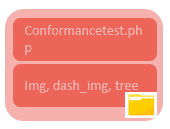 Conformancetest.ph
p
Img, dash_img, tree